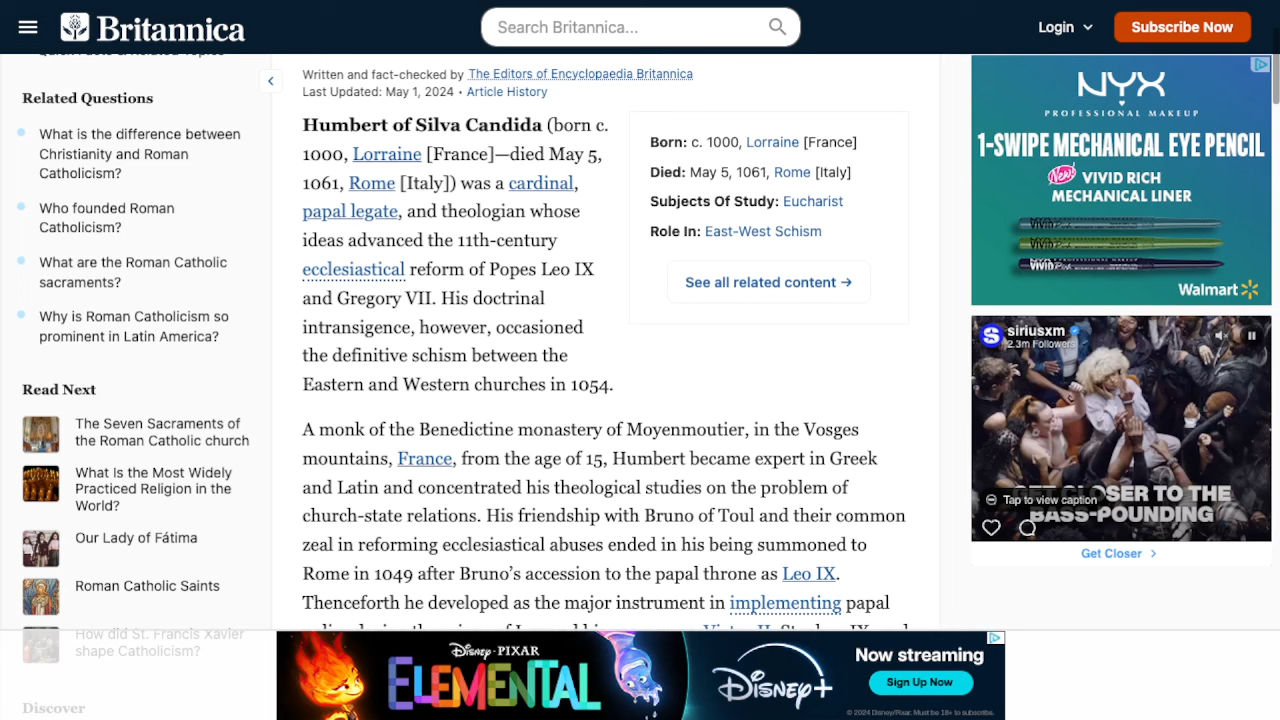 Britannica
Search Britannica...
Login
Subscribe Now
Quick Facts & Related Topics
Related Questions
What is the difference between
Christianity and Roman
Catholicism?
Who founded Roman
Catholicism?
What are the Roman Catholic
sacraments?
Why is Roman Catholicism so
prominent in Latin America?
Read Next
The Seven Sacraments of
the Roman Catholic church
What Is the Most Widely
Practiced Religion in the
World?
Our Lady of Fátima
Roman Catholic Saints
How did St. Francis Xavier
shape Catholicism?
Discover
Written and fact-checked by The Editors of Encyclopaedia Britannica
Last Updated: May 1, 2024 • Article History
Humbert of Silva Candida (born c.
1000, Lorraine [France]—died May 5,
1061, Rome [Italy]) was a cardinal,
papal legate, and theologian whose
ideas advanced the 11th-century
ecclesiastical reform of Popes Leo IX
and Gregory VII. His doctrinal
intransigence, however, occasioned
the definitive schism between the
Eastern and Western churches in 1054.
Born: c. 1000, Lorraine [France]
Died: May 5, 1061, Rome [Italy]
Subjects Of Study: Eucharist
Role In: East-West Schism
See all related content →
A monk of the Benedictine monastery of Moyenmoutier, in the Vosges
mountains, France, from the age of 15, Humbert became expert in Greek
and Latin and concentrated his theological studies on the problem of
church-state relations. His friendship with Bruno of Toul and their common
zeal in reforming ecclesiastical abuses ended in his being summoned to
Rome in 1049 after Bruno's accession to the papal throne as Leo IX.
Thenceforth he developed as the major instrument in implementing papal
NYX
PROFESSIONAL MAKEUP
1-SWIPE MECHANICAL EYE PENCIL
New!
VIVID RICH
MECHANICAL LINER
Walmart
siriusxm
2.3m Followers
Tap to view caption
GET CLOSER TO THE
BASS-POUNDING
Get Closer
Disney · PIXAR
ELEMENTAL
Disney+
Now streaming
Sign Up Now
© 2024 Disney/Pixar. Must be 18+ to subscribe.